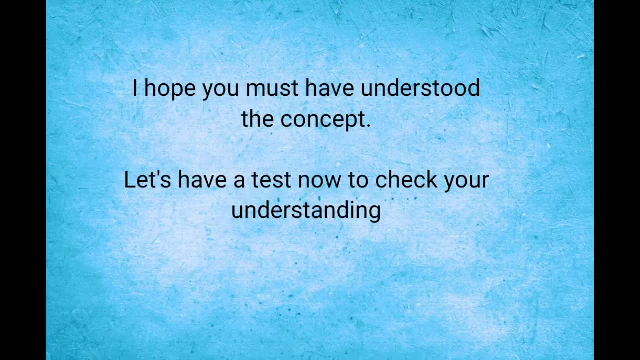 I hope you must have understood
the concept.
Let's have a test now to check your
understanding